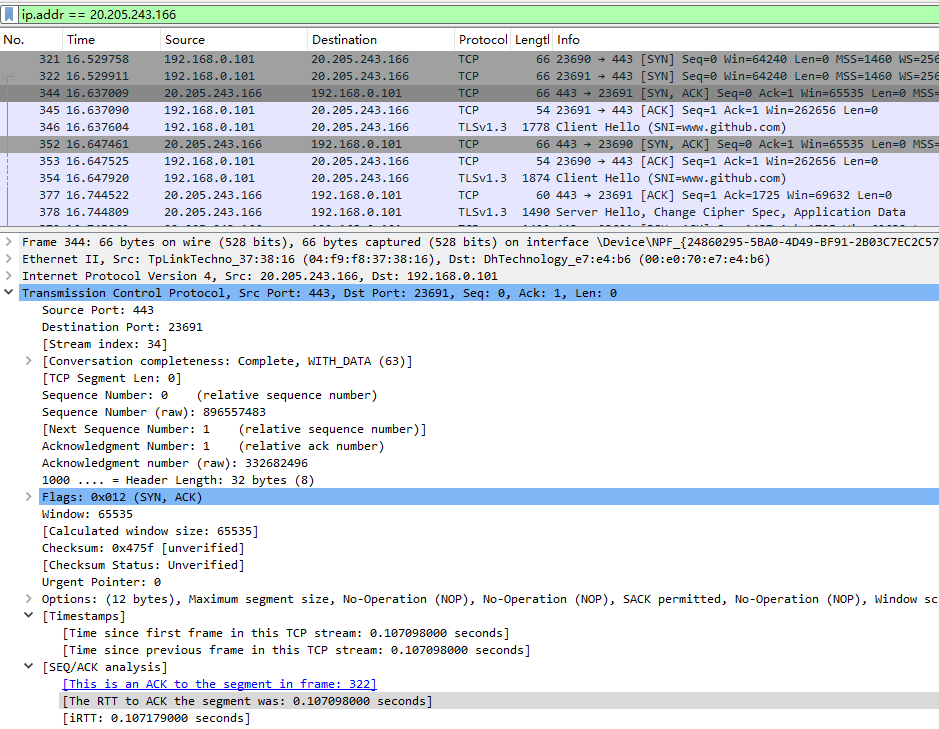 ip.addr == 20.205.243.166
No. Time Source Destination Protocol Lengtl Info
321 16.529758 192.168.0.101 20.205.243.166 TCP 66 23690 → 443 [SYN] Seq=0 Win=64240 Len=0 MSS=1460 WS=256
322 16.529911 192.168.0.101 20.205.243.166 TCP 66 23691 → 443 [SYN] Seq=0 Win=64240 Len=0 MSS=1460 WS=256
344 16.637009 20.205.243.166 192.168.0.101 TCP 66 443 → 23691 [SYN, ACK] Seq=0 Ack=1 Win=65535 Len=0 MSS=
345 16.637090 192.168.0.101 20.205.243.166 TCP 54 23691 → 443 [ACK] Seq=1 Ack=1 Win=262656 Len=0
346 16.637604 192.168.0.101 20.205.243.166 TLSv1.3 1778 Client Hello (SNI=www.github.com)
352 16.647461 20.205.243.166 192.168.0.101 TCP 66 443 → 23690 [SYN, ACK] Seq=0 Ack=1 Win=65535 Len=0 MSS=
353 16.647525 192.168.0.101 20.205.243.166 TCP 54 23690 → 443 [ACK] Seq=1 Ack=1 Win=262656 Len=0
354 16.647920 192.168.0.101 20.205.243.166 TLSv1.3 1874 Client Hello (SNI=www.github.com)
377 16.744522 20.205.243.166 192.168.0.101 TCP 60 443 → 23691 [ACK] Seq=1 Ack=1725 Win=69632 Len=0
378 16.744809 20.205.243.166 192.168.0.101 TLSv1.3 1490 Server Hello, Change Cipher Spec, Application Data
Frame 344: 66 bytes on wire (528 bits), 66 bytes captured (528 bits) on interface \Device\NPF_{24860295-5BA0-4D49-BF91-2B03C7EC2C57
Ethernet II, Src: TpLinkTechno_37:38:16 (04:f9:f8:37:38:16), Dst: DhTechnology_e7:e4:b6 (00:e0:70:e7:e4:b6)
Internet Protocol Version 4, Src: 20.205.243.166, Dst: 192.168.0.101
Transmission Control Protocol, Src Port: 443, Dst Port: 23691, Seq: 0, Ack: 1, Len: 0
Source Port: 443
Destination Port: 23691
[Stream index: 34]
[Conversation completeness: Complete, WITH_DATA (63)]
[TCP Segment Len: 0]
Sequence Number: 0 (relative sequence number)
Sequence Number (raw): 896557483
[Next Sequence Number: 1 (relative sequence number)]
Acknowledgment Number: 1 (relative ack number)
Acknowledgment number (raw): 332682496
1000 .... = Header Length: 32 bytes (8)
Flags: 0x012 (SYN, ACK)
Window: 65535
[Calculated window size: 65535]
Checksum: 0x475f [unverified]
[Checksum Status: Unverified]
Urgent Pointer: 0
Options: (12 bytes), Maximum segment size, No-Operation (NOP), No-Operation (NOP), SACK permitted, No-Operation (NOP), Window sc
[Timestamps]
[Time since first frame in this TCP stream: 0.107098000 seconds]
[Time since previous frame in this TCP stream: 0.107098000 seconds]
[SEQ/ACK analysis]
[This is an ACK to the segment in frame: 322]
[The RTT to ACK the segment was: 0.107098000 seconds]
[iRTT: 0.107179000 seconds]